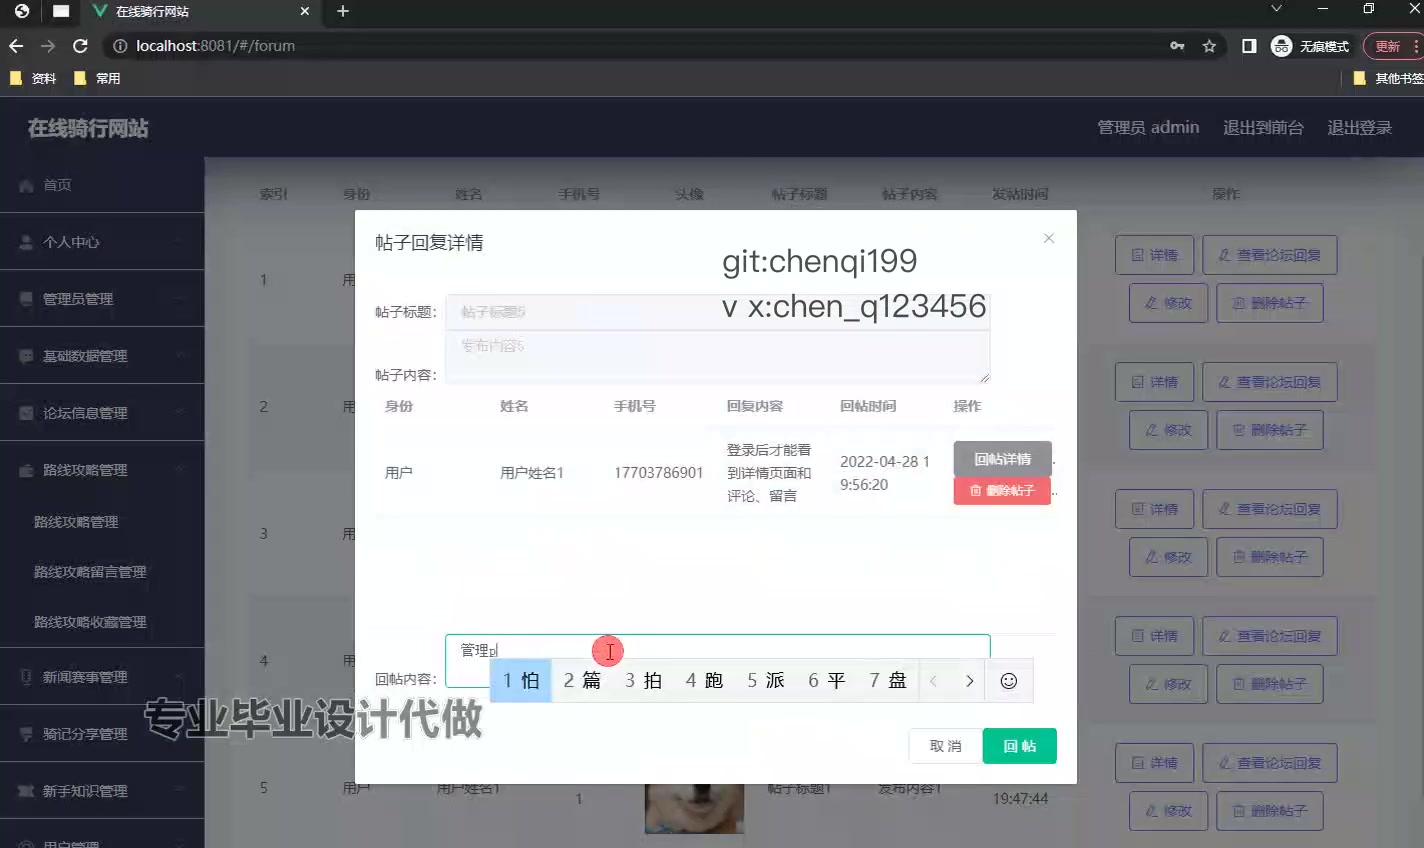 在线骑行网站
localhost:8081/#/forum
无痕模式
更新
资料
常用
其他书签
在线骑行网站
管理员 admin
退出到前台
退出登录
首页
个人中心
管理员管理
基础数据管理
论坛信息管理
路线攻略管理
路线攻略管理
路线攻略留言管理
路线攻略收藏管理
新闻赛事管理
骑记分享管理
新手知识管理
用户管理
索引 身份 姓名 手机号 头像 帖子标题 帖子内容 发帖时间 操作
1 用
详情 查看论坛回复
修改 删除帖子
2 用
详情 查看论坛回复
修改 删除帖子
3 用
详情 查看论坛回复
修改 删除帖子
4 用
详情 查看论坛回复
修改 删除帖子
5 用户 用户姓名1 1 帖子标题1 发布内容1 19:47:44
详情 查看论坛回复
修改 删除帖子
帖子回复详情
git:chenqi199
v x:chen_q123456
帖子标题: 帖子标题5
帖子内容: 发布内容5
身份 姓名 手机号 回复内容 回帖时间 操作
用户 用户姓名1 17703786901
登录后才能看
到详情页面和
评论、留言
2022-04-28 1
9:56:20
回帖详情
删除帖子
回帖内容: 管理p
1 怕 2 篇 3 拍 4 跑 5 派 6 平 7 盘
取 消 回 帖
专业毕业设计代做